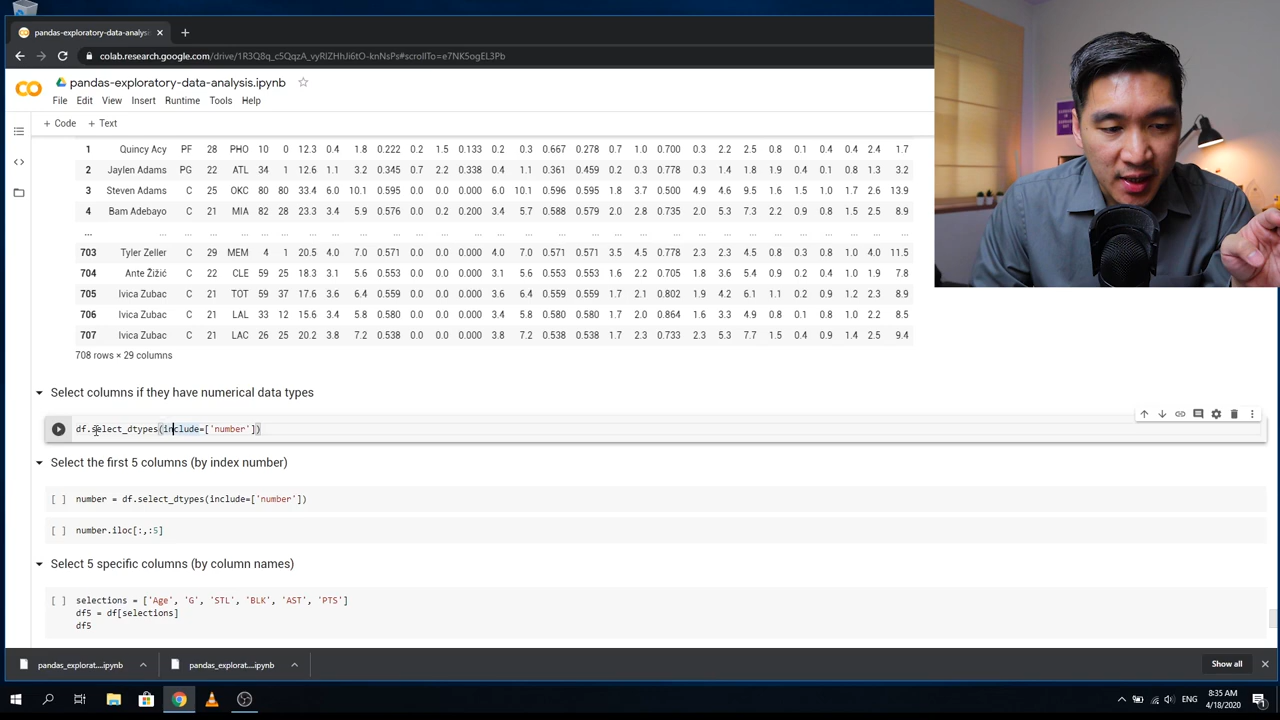 pandas-exploratory-data-analysi
colab.research.google.com/drive/1R3Q8q_c5QqzA_vyRIZHhJi6tO-knNsPs#scrollTo=e7NK5ogEL3Pb
pandas-exploratory-data-analysis.ipynb
File Edit View Insert Runtime Tools Help
+ Code + Text
1 Quincy Acy PF 28 PHO 10 0 12.3 0.4 1.8 0.222 0.2 1.5 0.133 0.2 0.3 0.667 0.278 0.7 1.0 0.700 0.3 2.2 2.5 0.8 0.1 0.4 0.4 2.4 1.7
2 Jaylen Adams PG 22 ATL 34 1 12.6 1.1 3.2 0.345 0.7 2.2 0.338 0.4 1.1 0.361 0.459 0.2 0.3 0.778 0.3 1.4 1.8 1.9 0.4 0.1 0.8 1.3 3.2
3 Steven Adams C 25 OKC 80 80 33.4 6.0 10.1 0.595 0.0 0.0 0.000 6.0 10.1 0.596 0.595 1.8 3.7 0.500 4.9 4.6 9.5 1.6 1.5 1.0 1.7 2.6 13.9
4 Bam Adebayo C 21 MIA 82 28 23.3 3.4 5.9 0.576 0.0 0.2 0.200 3.4 5.7 0.588 0.579 2.0 2.8 0.735 2.0 5.3 7.3 2.2 0.9 0.8 1.5 2.5 8.9
... ... ... ... ... ... ... ... ... ... ... ... ... ... ... ... ... ... ... ... ... ... ... ... ... ... ... ... ... ...
703 Tyler Zeller C 29 MEM 4 1 20.5 4.0 7.0 0.571 0.0 0.0 0.000 4.0 7.0 0.571 0.571 3.5 4.5 0.778 2.3 2.3 4.5 0.8 0.3 0.8 1.0 4.0 11.5
704 Ante Žižić C 22 CLE 59 25 18.3 3.1 5.6 0.553 0.0 0.0 0.000 3.1 5.6 0.553 0.553 1.6 2.2 0.705 1.8 3.6 5.4 0.9 0.2 0.4 1.0 1.9 7.8
705 Ivica Zubac C 21 TOT 59 37 17.6 3.6 6.4 0.559 0.0 0.0 0.000 3.6 6.4 0.559 0.559 1.7 2.1 0.802 1.9 4.2 6.1 1.1 0.2 0.9 1.2 2.3 8.9
706 Ivica Zubac C 21 LAL 33 12 15.6 3.4 5.8 0.580 0.0 0.0 0.000 3.4 5.8 0.580 0.580 1.7 2.0 0.864 1.6 3.3 4.9 0.8 0.1 0.8 1.0 2.2 8.5
707 Ivica Zubac C 21 LAC 26 25 20.2 3.8 7.2 0.538 0.0 0.0 0.000 3.8 7.2 0.538 0.538 1.7 2.3 0.733 2.3 5.3 7.7 1.5 0.4 0.9 1.4 2.5 9.4
708 rows × 29 columns
Select columns if they have numerical data types
df.select_dtypes(include=['number'])
Select the first 5 columns (by index number)
[ ] number = df.select_dtypes(include=['number'])
[ ] number.iloc[:,:5]
Select 5 specific columns (by column names)
[ ] selections = ['Age', 'G', 'STL', 'BLK', 'AST', 'PTS']
df5 = df[selections]
df5
pandas_explorat....ipynb pandas_explorat....ipynb Show all
ENG 8:35 AM
4/18/2020